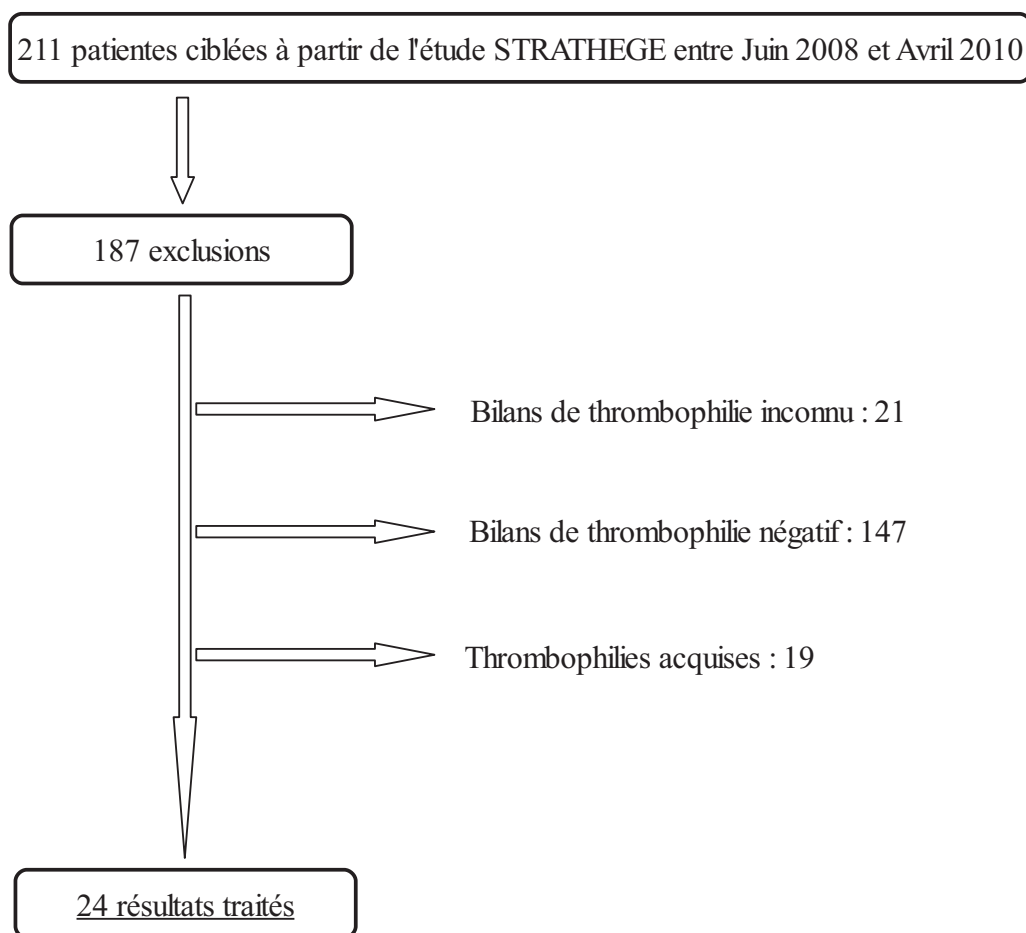 211 patientes ciblées à partir de l'étude STRATHEGE entre Juin 2008 et Avril 2010
187 exclusions
Bilans de thrombophilie inconnu : 21
Bilans de thrombophilie négatif : 147
Thrombophilies acquises : 19
24 résultats traités